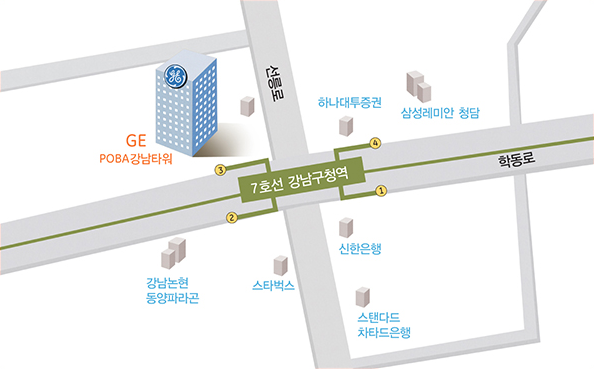 선릉로
하나대투증권
삼성래미안 청담
GE
POBA강남타워
③
④
학동로
7호선 강남구청역
②
①
강남논현
동양파라곤
스타벅스
신한은행
스탠다드
차타드은행